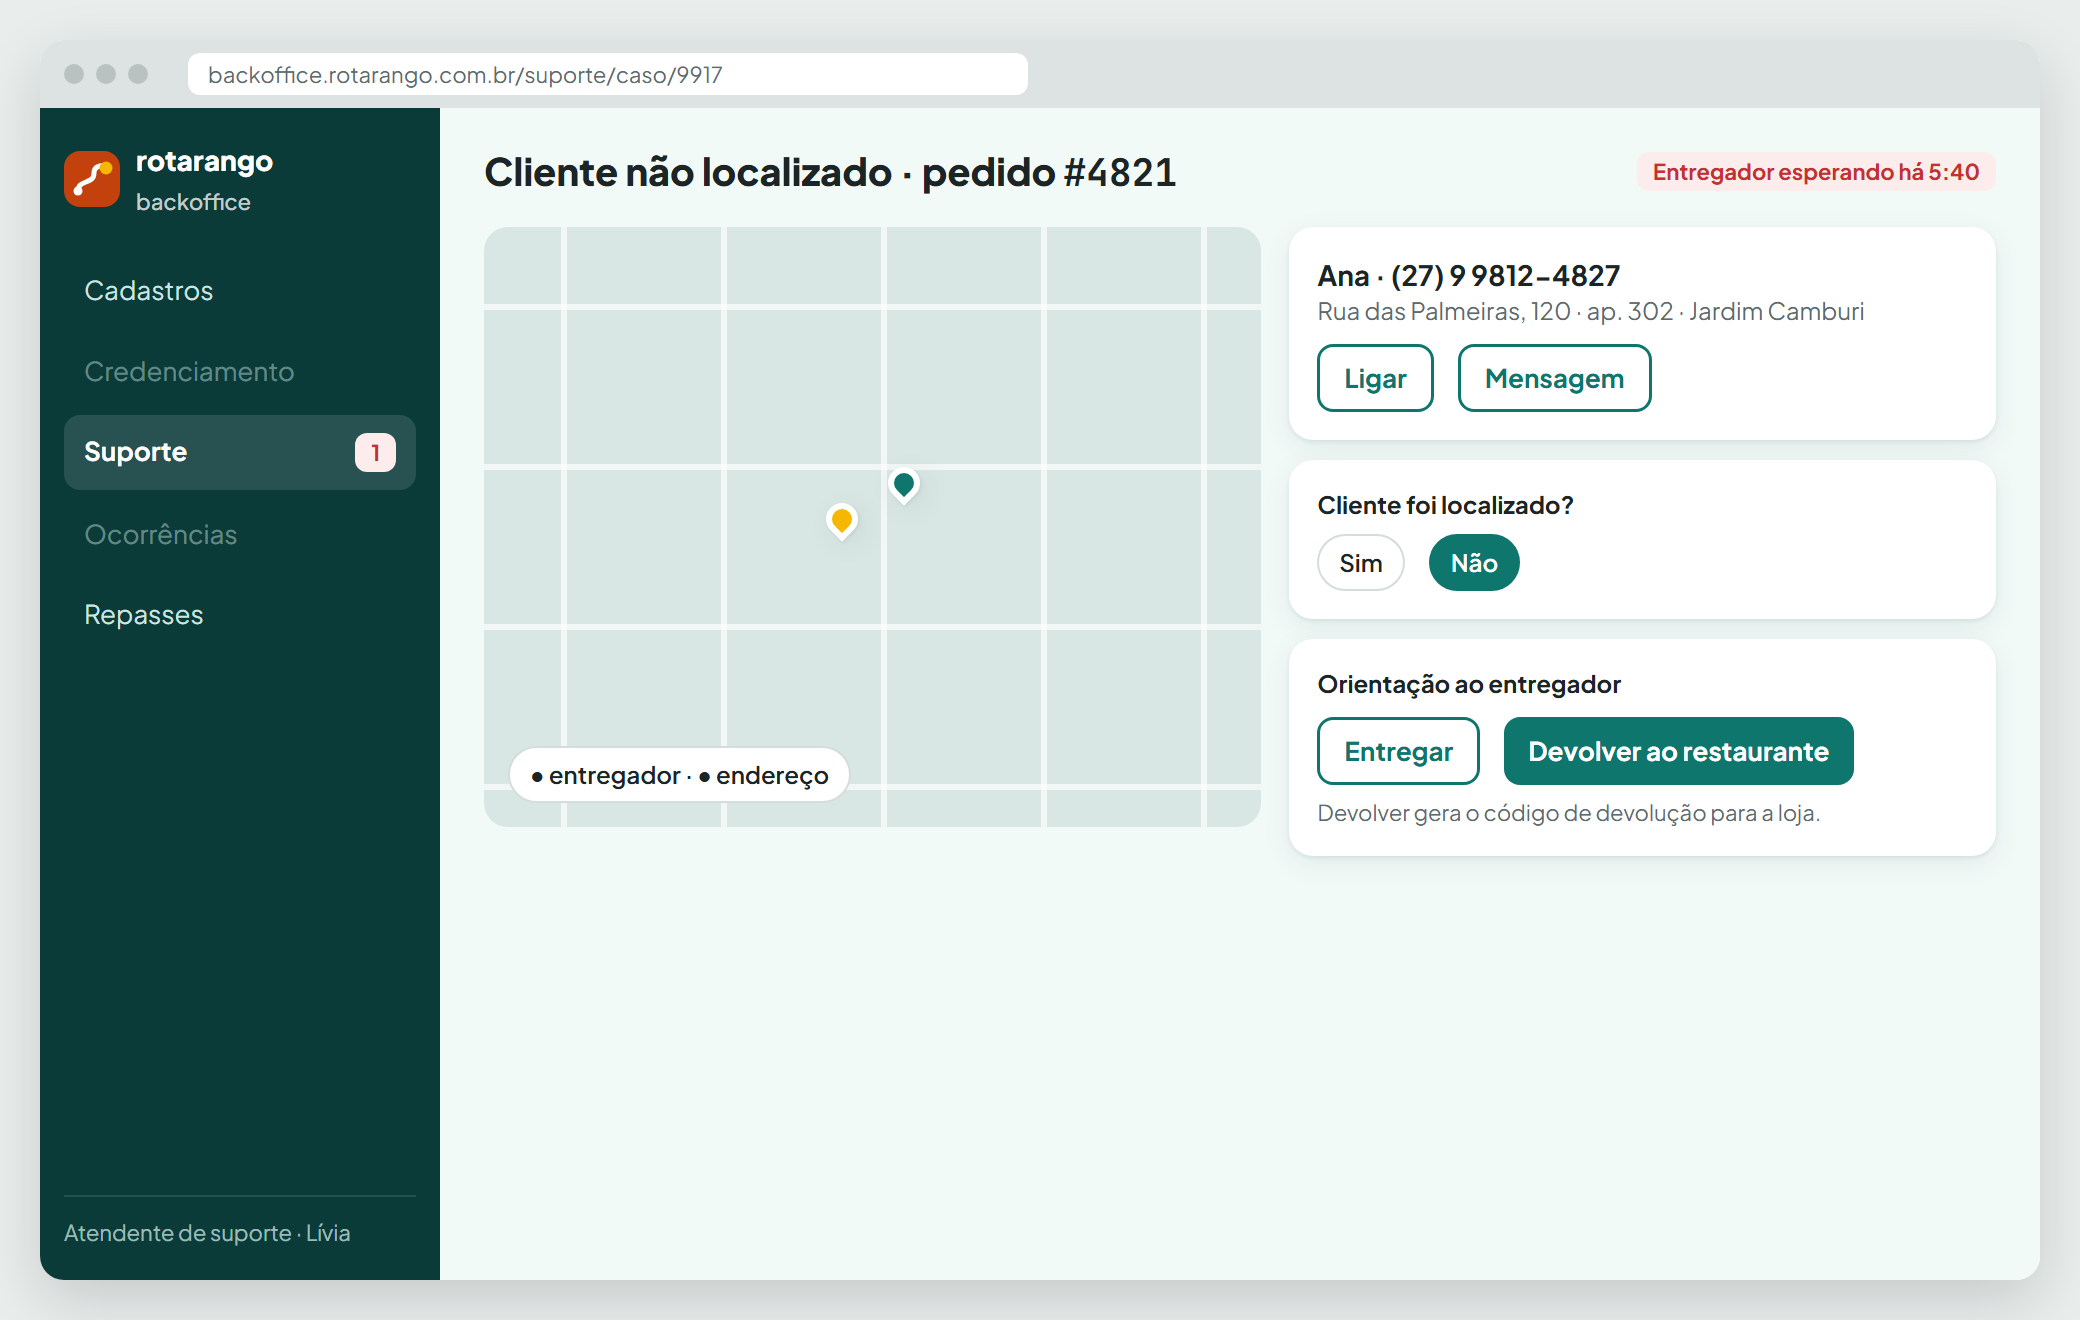 backoffice.rotarango.com.br/suporte/caso/9917
rotarango
backoffice
Cadastros
Credenciamento
Suporte
1
Ocorrências
Repasses
Atendente de suporte · Lívia
Cliente não localizado · pedido #4821
Entregador esperando há 5:40
● entregador · ● endereço
Ana · (27) 9 9812-4827
Rua das Palmeiras, 120 · ap. 302 · Jardim Camburi
Ligar
Mensagem
Cliente foi localizado?
Sim
Não
Orientação ao entregador
Entregar
Devolver ao restaurante
Devolver gera o código de devolução para a loja.